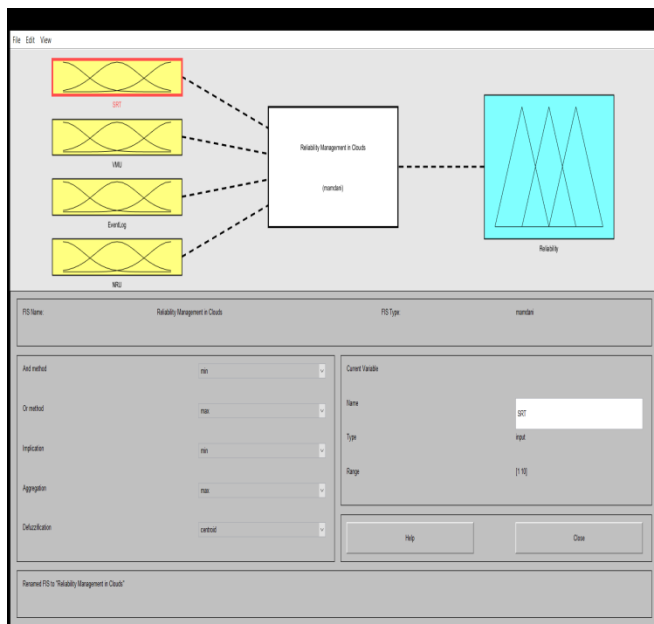 File Edit View
SRT
VMU
EventLog
NRU
Reliability Management in Clouds
(mamdani)
Reliability
FIS Name: Reliability Management in Clouds FIS Type: mamdani
And method min
Or method max
Implication min
Aggregation max
Defuzzification centroid
Current Variable
Name SRT
Type input
Range [1 10]
Help Close
Renamed FIS to "Reliability Management in Clouds"